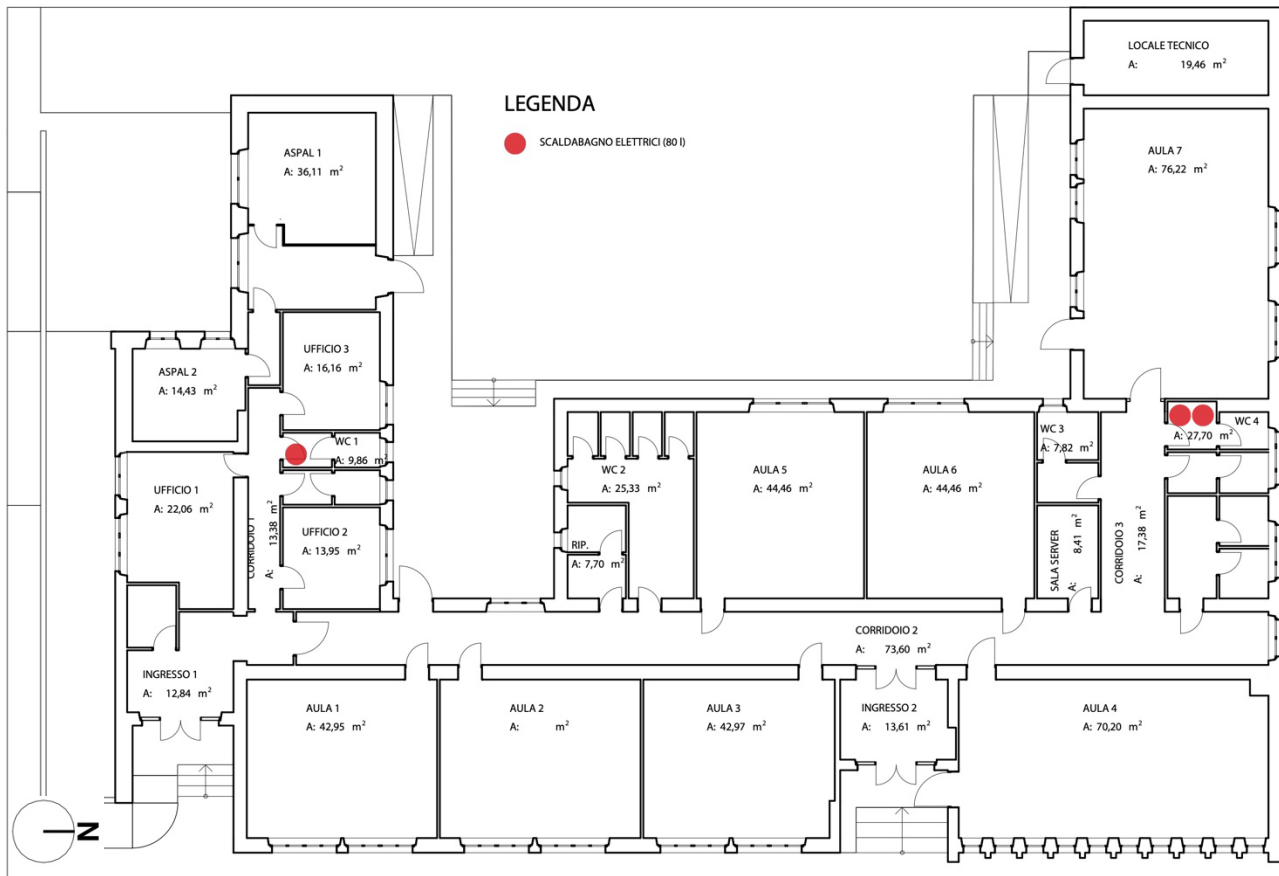 LOCALE TECNICO
A: 19,46 m²
LEGENDA
SCALDABAGNO ELETTRICI (80 l)
ASPAL 1
A: 36,11 m²
AULA 7
A: 76,22 m²
UFFICIO 3
A: 16,16 m²
ASPAL 2
A: 14,43 m²
WC 1
A: 9,86 m²
WC 3
A: 7,82 m²
WC 4
A: 27,70 m²
WC 2
A: 25,33 m²
AULA 5
A: 44,46 m²
AULA 6
A: 44,46 m²
UFFICIO 1
A: 22,06 m²
CORRIDOIO 1
A: 13,38 m²
UFFICIO 2
A: 13,95 m²
RIP.
A: 7,70 m²
SALA SERVER
A: 8,41 m²
CORRIDOIO 3
A: 17,38 m²
CORRIDOIO 2
A: 73,60 m²
INGRESSO 1
A: 12,84 m²
AULA 1
A: 42,95 m²
AULA 2
A: m²
AULA 3
A: 42,97 m²
INGRESSO 2
A: 13,61 m²
AULA 4
A: 70,20 m²
N